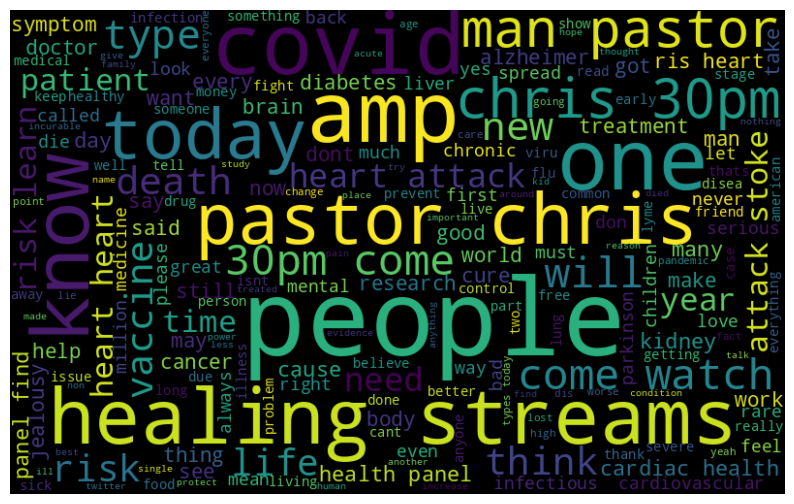 symptom
type
covid
man pastor
infection
something
back
show
age
hope
everyone
doctor
medical
look
acute
thought
alzheimer
yes
spread
got
read
ris heart
take
patient
every
diabetes
liver
chris 30pm
keephealthy
want
someone
money
fight
stage
going
early
nothing
risk
learn
called
die
day
give
family
brain
amp
new
treatment
incurable
know
today
well
tell
study
dont
much
chronic
try
viru
care
one
man
let
thats
death
heart attack
flu
kid
common
disea
never
american
name
say
drug
now
change
place
prevent
first
around
died
don
lyme
friend
attack stoke
point
pastor chris
live
important
good
serious
heart heart
medicine
said
please
30pm come
world
must
reason
pandemic
many
great
isnt
pain
cure
will
children
make
case
still
mental
research
control
away
lie
million
person
people
part
free
year
everything
made
vaccine
time
may
power
less
treated
evidence
anything
two
lung
love
fact
kidney
parkinson
help
cancer
illness
cause
believe
way
getting
talk
panel find
issue
due
always
right
need
bad
come watch
jealousy
long
problem
types today
find
dis
worse
condition
non
healing streams
done
better
lost
work
thing
body
cant
even
anyone
high
rare
really
best
another
think
thank
severe
yeah
feel
ill
single
see
risk
life
health panel
cardiac health
sick
twitter
food
protect
mean
living
human
increase
infectious
cardiovascular